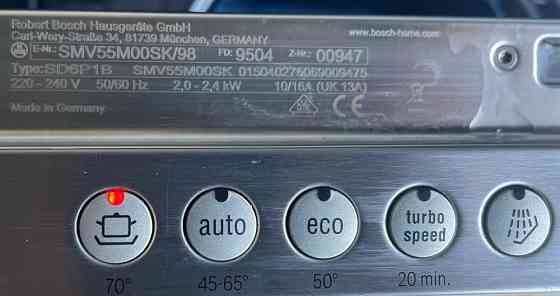 Robert Bosch Hausgeräte GmbH
Carl-Wery-Straße 34, 81739 München, GERMANY
www.bosch-home.com
E-Nr.: SMV55M00SK/98 FD: 9504 Z-Nr.: 00947
Type: SD6P1B SMV55M00SK 015040276069009475
220 - 240 V 50/60 Hz 2,0 - 2,4 kW 10/16A (UK 13A)
Made in Germany
auto
eco
turbo
speed
70°
45-65°
50°
20 min.